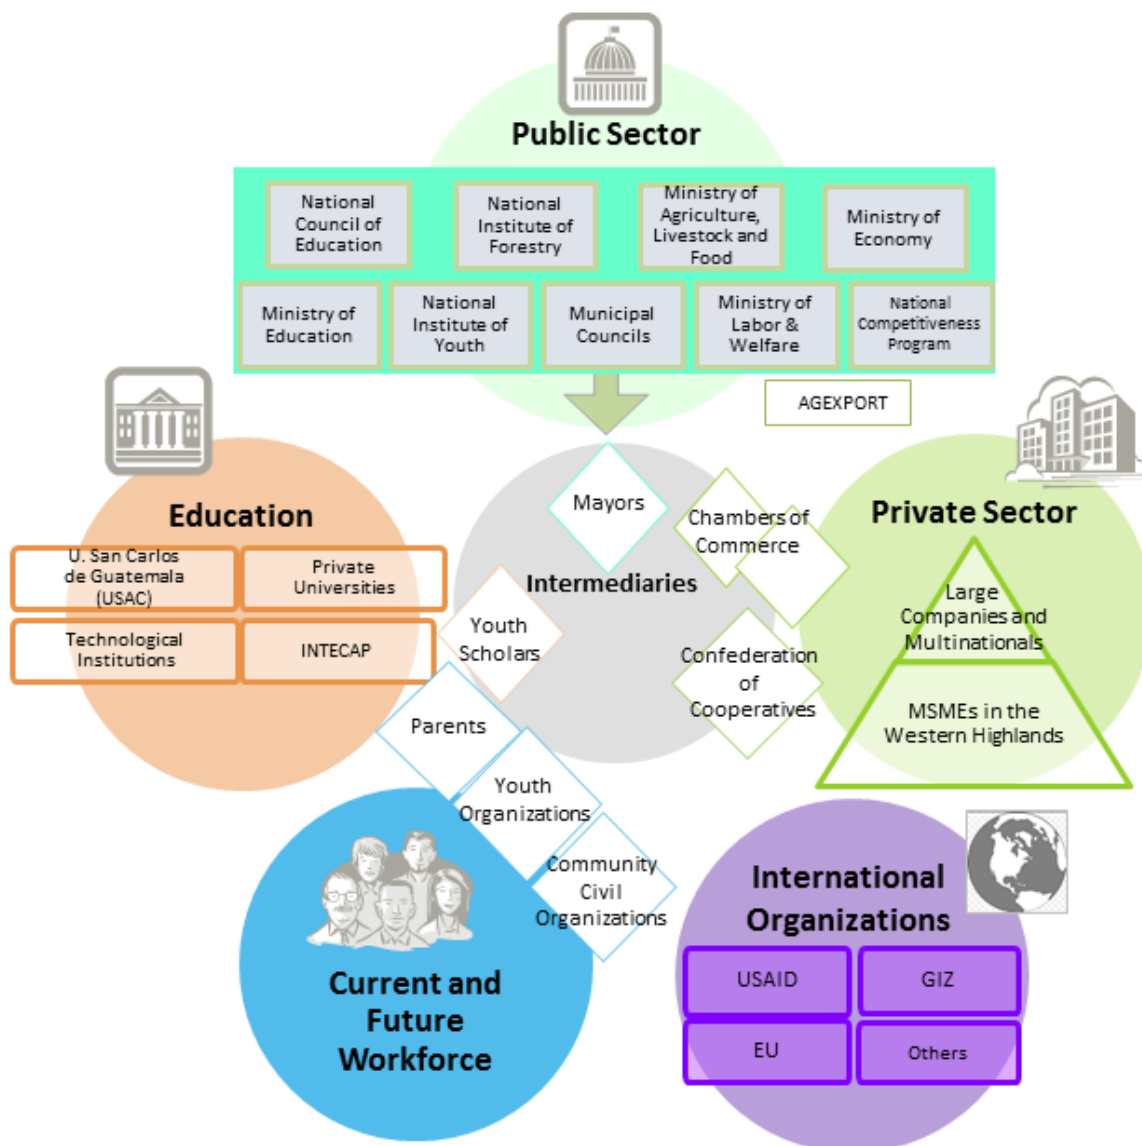 Public Sector
National
Council of
Education
National
Institute of
Forestry
Ministry of
Agriculture,
Livestock and
Food
Ministry of
Economy
Ministry of
Education
National
Institute of
Youth
Municipal
Councils
Ministry of
Labor &
Welfare
National
Competitiveness
Program
AGEXPORT
Education
U. San Carlos
de Guatemala
(USAC)
Private
Universities
Technological
Institutions
INTECAP
Mayors
Intermediaries
Chambers of
Commerce
Youth
Scholars
Confederation
of
Cooperatives
Private Sector
Large
Companies and
Multinationals
MSMEs in the
Western Highlands
Parents
Youth
Organizations
Community
Civil
Organizations
Current and
Future
Workforce
International
Organizations
USAID
GIZ
EU
Others